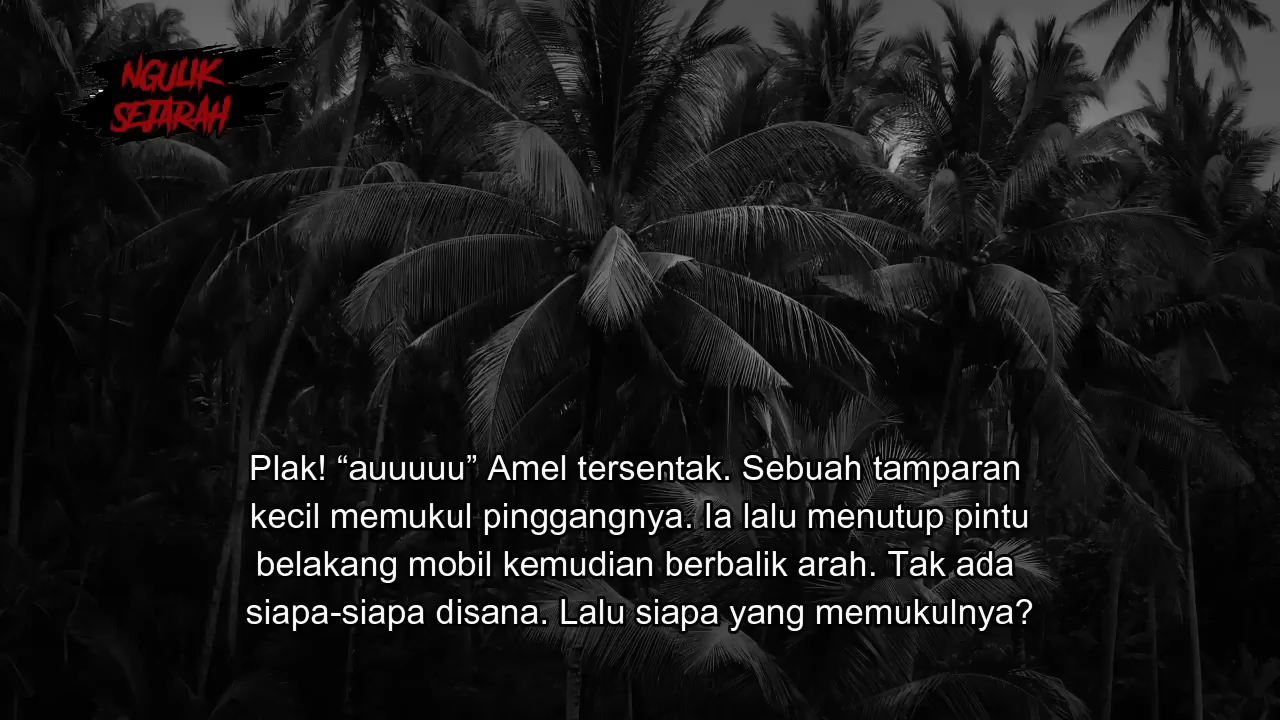 NGULIK
SEJARAH
Plak! “auuuuu” Amel tersentak. Sebuah tamparan
kecil memukul pinggangnya. Ia lalu menutup pintu
belakang mobil kemudian berbalik arah. Tak ada
siapa-siapa disana. Lalu siapa yang memukulnya?